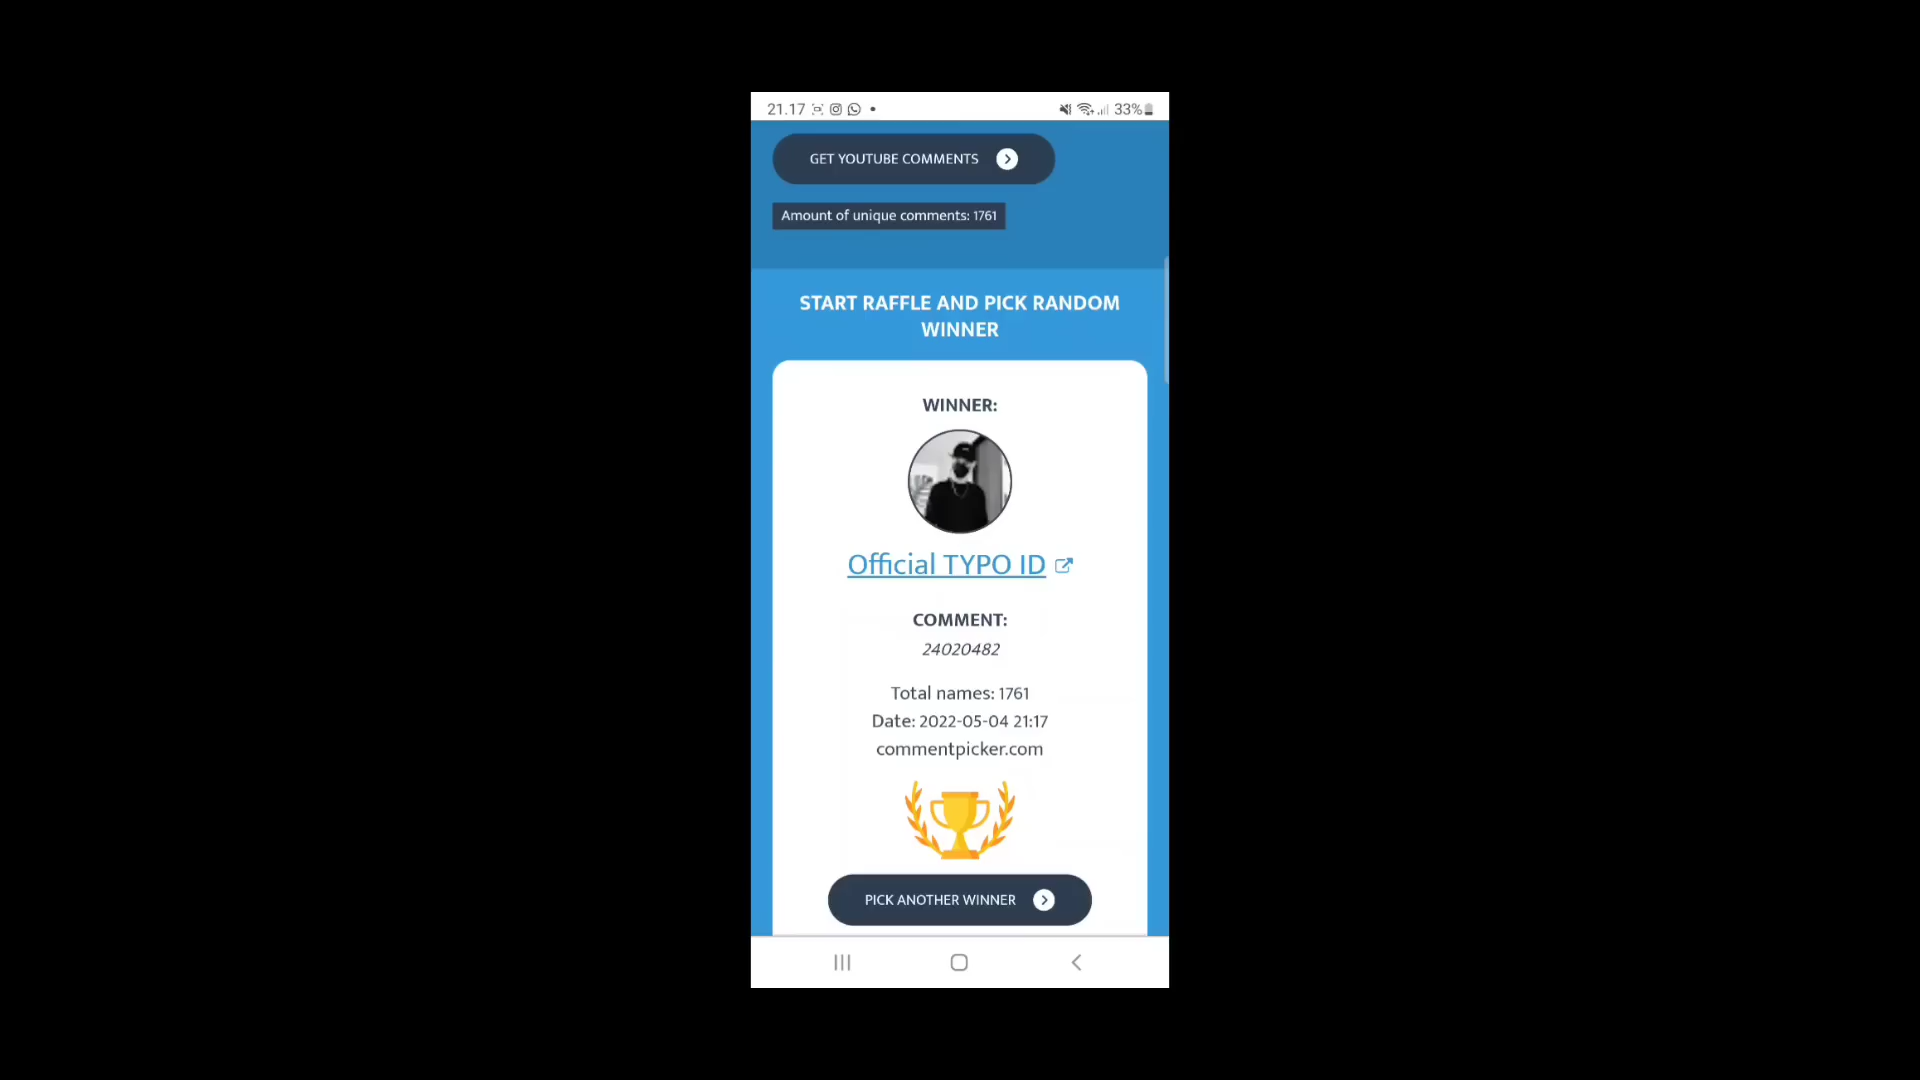 21.17 33%
GET YOUTUBE COMMENTS
Amount of unique comments: 1761
START RAFFLE AND PICK RANDOM
WINNER
WINNER:
Official TYPO ID
COMMENT:
24020482
Total names: 1761
Date: 2022-05-04 21:17
commentpicker.com
PICK ANOTHER WINNER